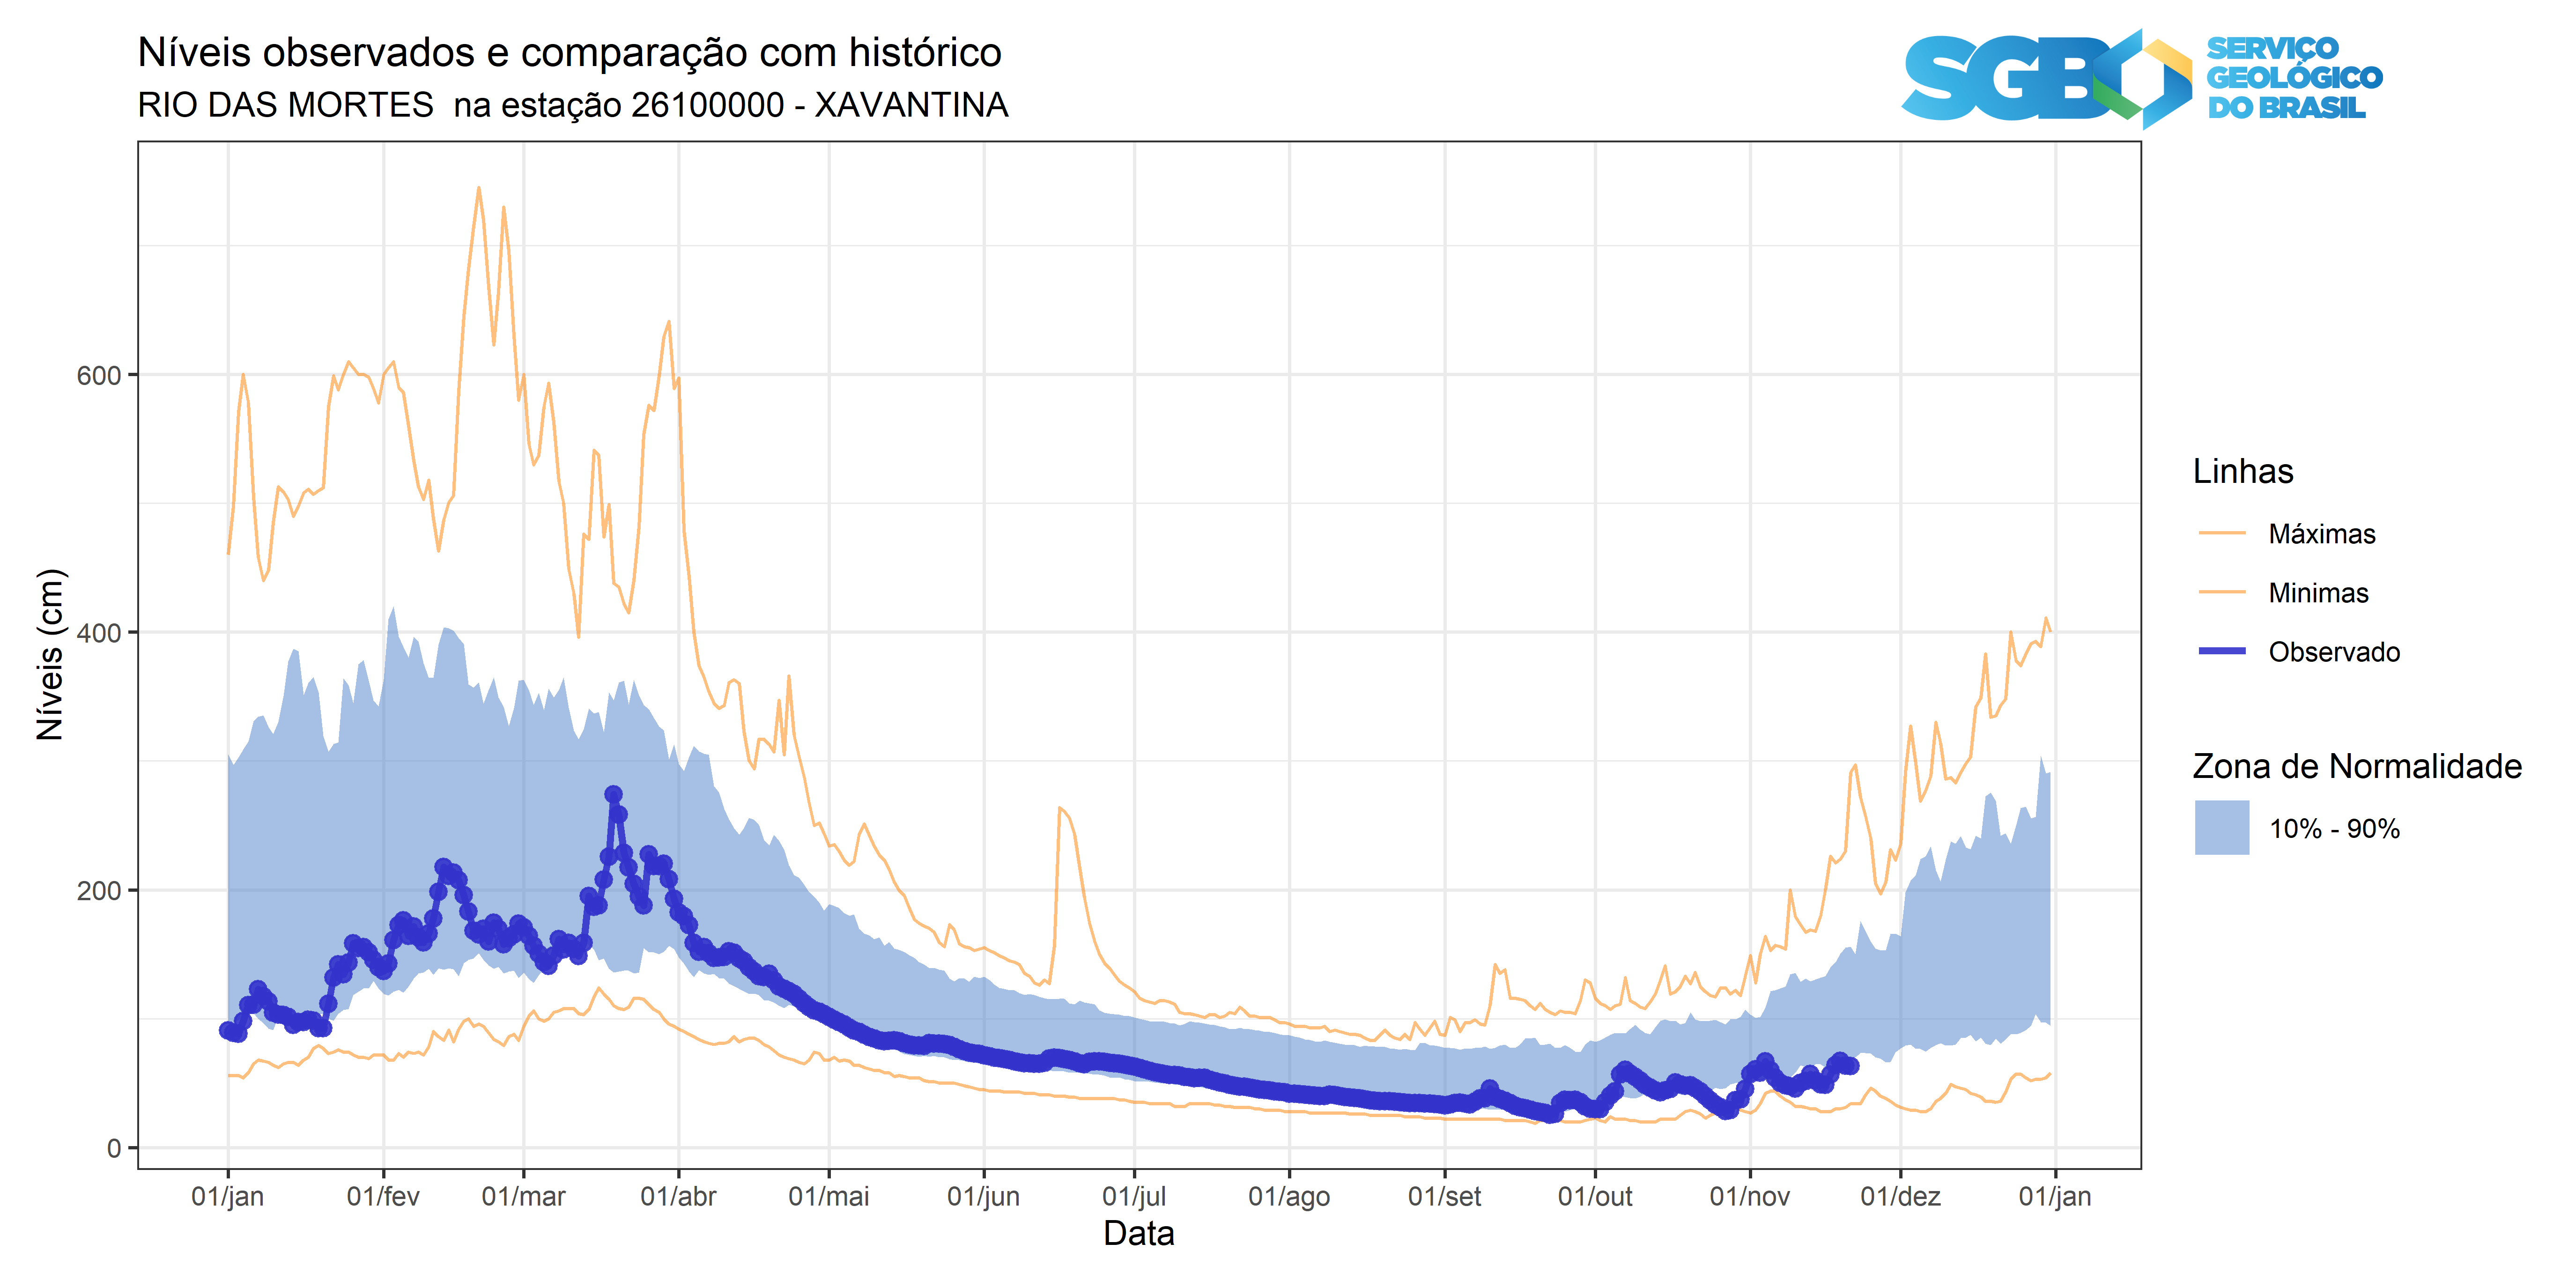 Níveis observados e comparação com histórico
RIO DAS MORTES  na estação 26100000 - XAVANTINA
SGB
SERVIÇO
GEOLÓGICO
DO BRASIL
Níveis (cm)
600
400
200
0
01/jan
01/fev
01/mar
01/abr
01/mai
01/jun
01/jul
01/ago
01/set
01/out
01/nov
01/dez
01/jan
Data
Linhas
Máximas
Minimas
Observado
Zona de Normalidade
10% - 90%